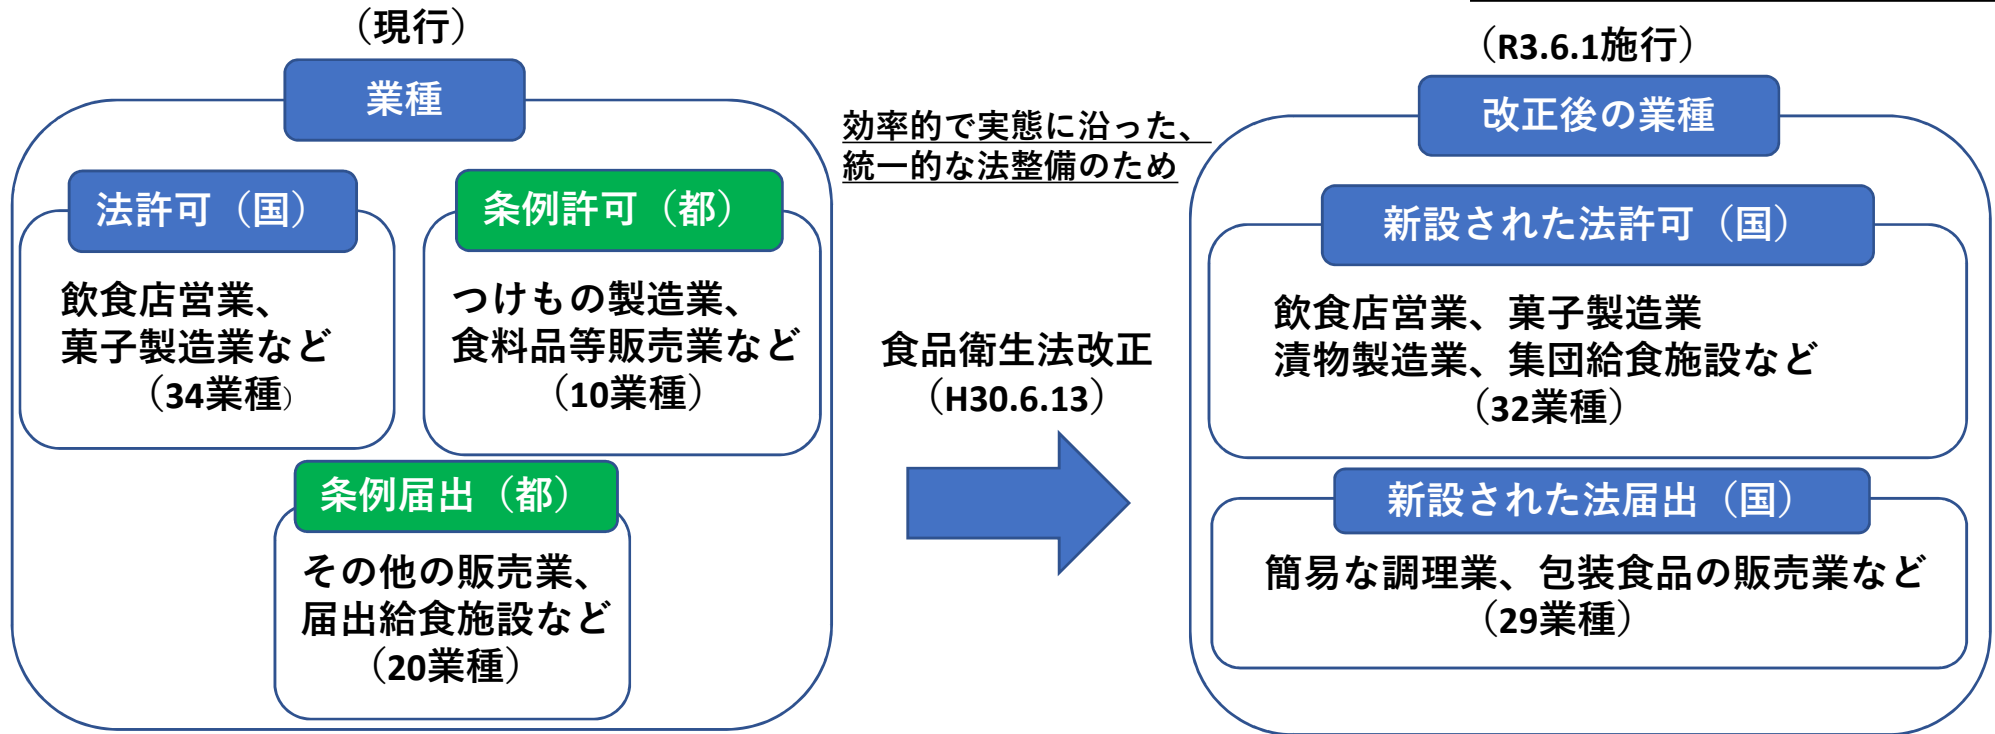 （現行）
業種
法許可（国）
飲食店営業、
菓子製造業など
（34業種）
条例許可（都）
つけもの製造業、
食料品等販売業など
（10業種）
条例届出（都）
その他の販売業、
届出給食施設など
（20業種）
効率的で実態に沿った、
統一的な法整備のため
食品衛生法改正
（H30.6.13）
（R3.6.1施行）
改正後の業種
新設された法許可（国）
飲食店営業、菓子製造業
漬物製造業、集団給食施設など
（32業種）
新設された法届出（国）
簡易な調理業、包装食品の販売業など
（29業種）